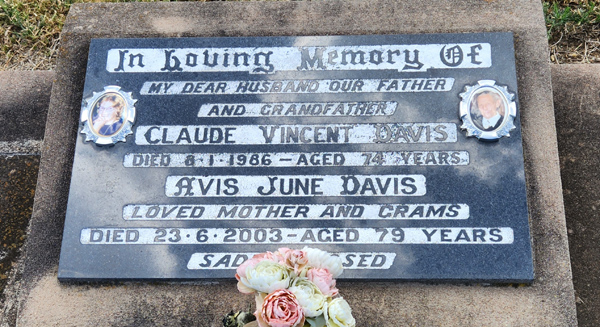 In Loving Memory Of
MY DEAR HUSBAND OUR FATHER
AND GRANDFATHER
CLAUDE VINCENT DAVIS
DIED 8-1-1986 - AGED 74 YEARS
AVIS JUNE DAVIS
LOVED MOTHER AND GRAMS
DIED 23-6-2003 - AGED 79 YEARS
SAD